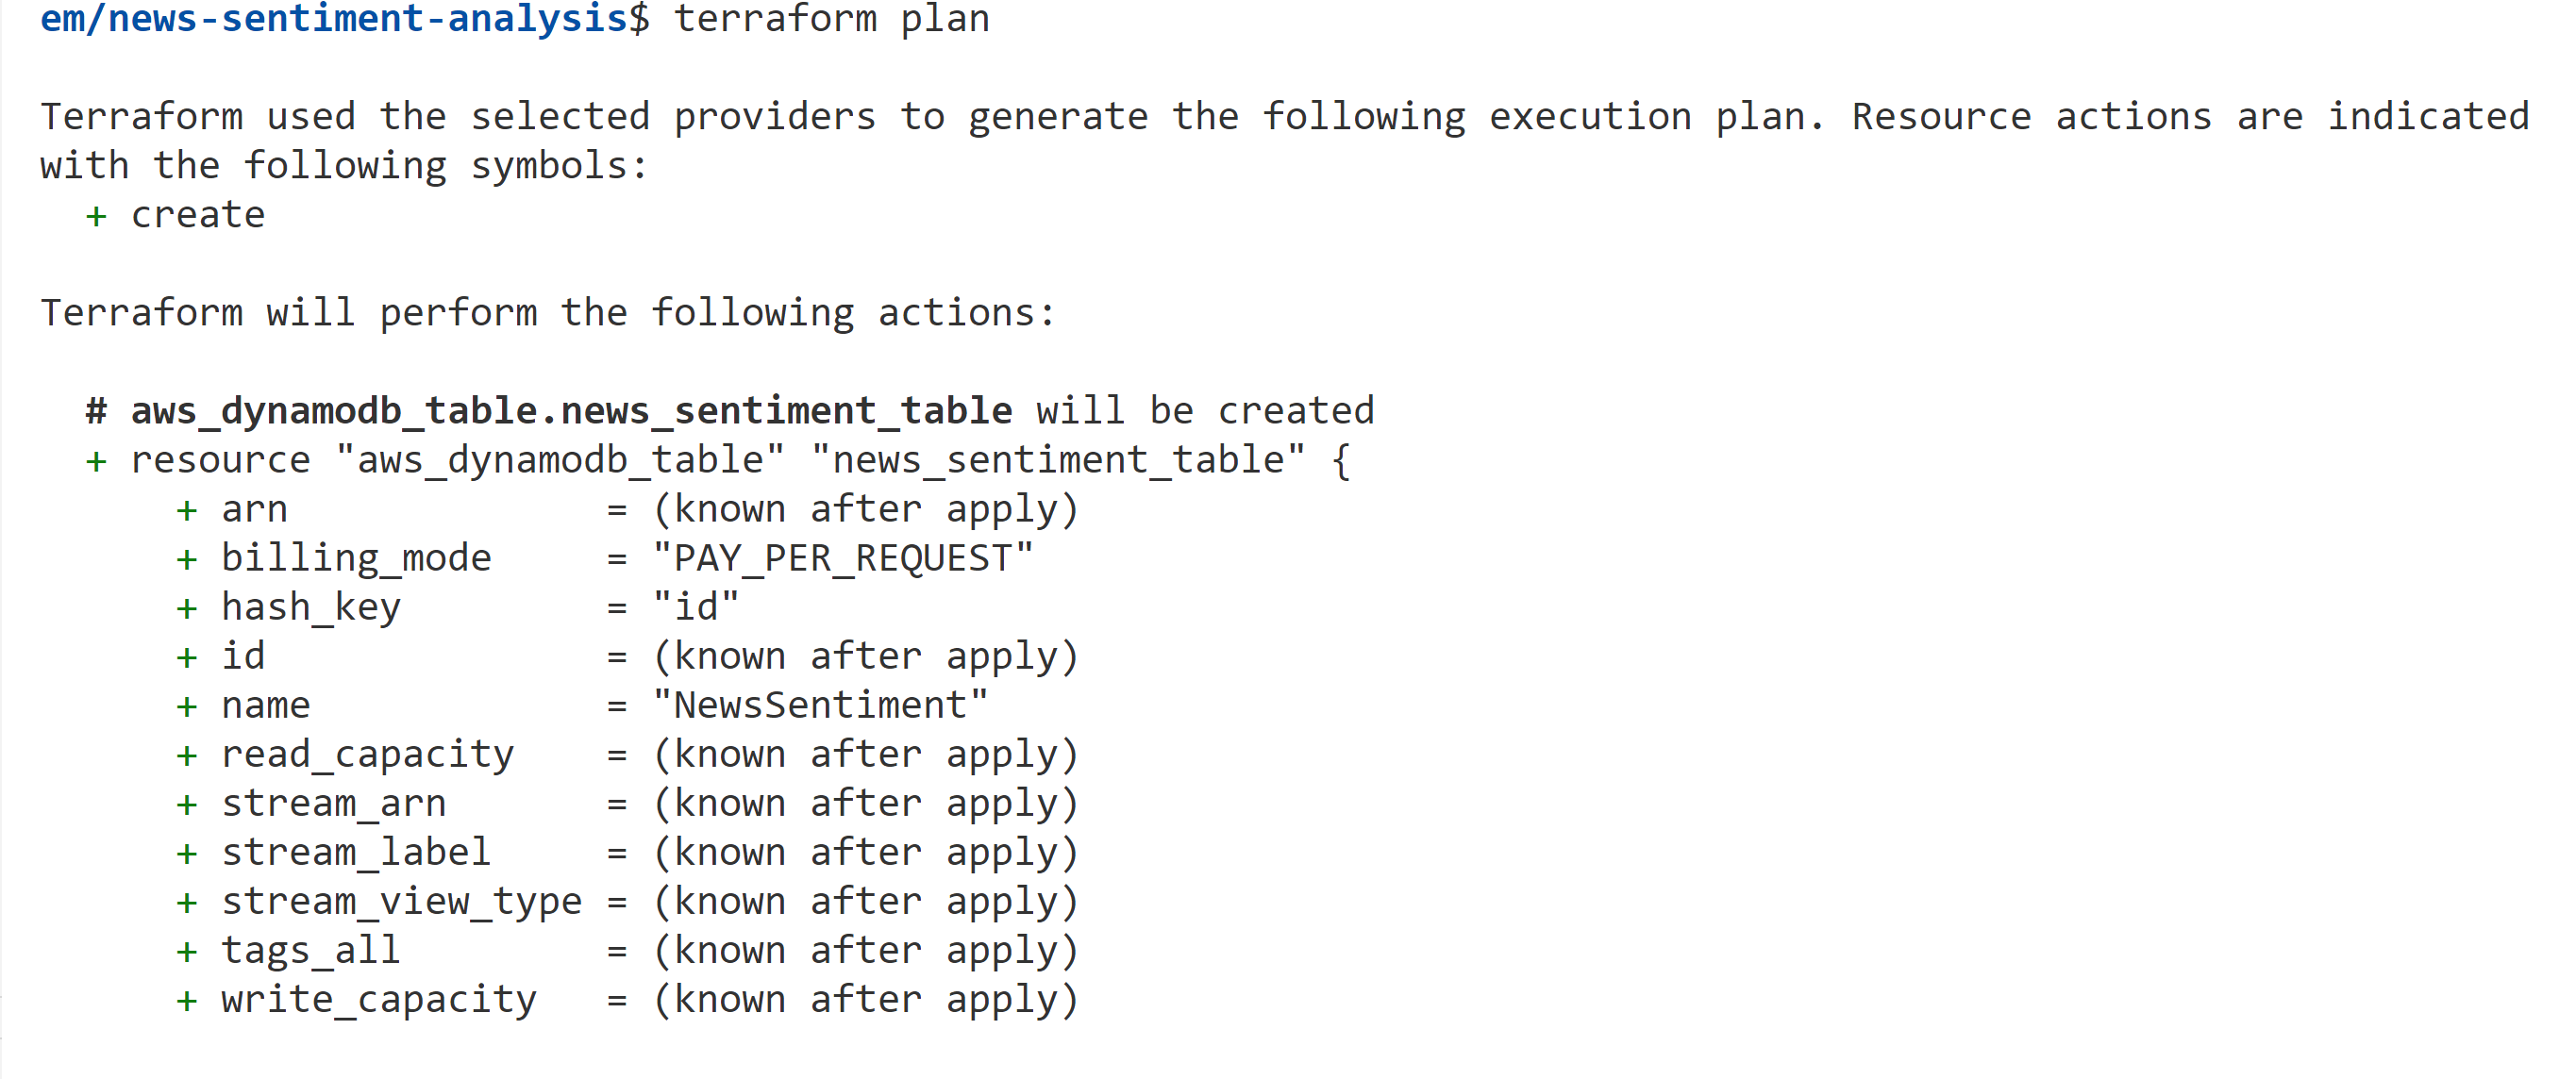 em/news-sentiment-analysis$ terraform plan
Terraform used the selected providers to generate the following execution plan. Resource actions are indicated
with the following symbols:
+ create
Terraform will perform the following actions:
# aws_dynamodb_table.news_sentiment_table will be created
+ resource "aws_dynamodb_table" "news_sentiment_table" {
+ arn = (known after apply)
+ billing_mode = "PAY_PER_REQUEST"
+ hash_key = "id"
+ id = (known after apply)
+ name = "NewsSentiment"
+ read_capacity = (known after apply)
+ stream_arn = (known after apply)
+ stream_label = (known after apply)
+ stream_view_type = (known after apply)
+ tags_all = (known after apply)
+ write_capacity = (known after apply)